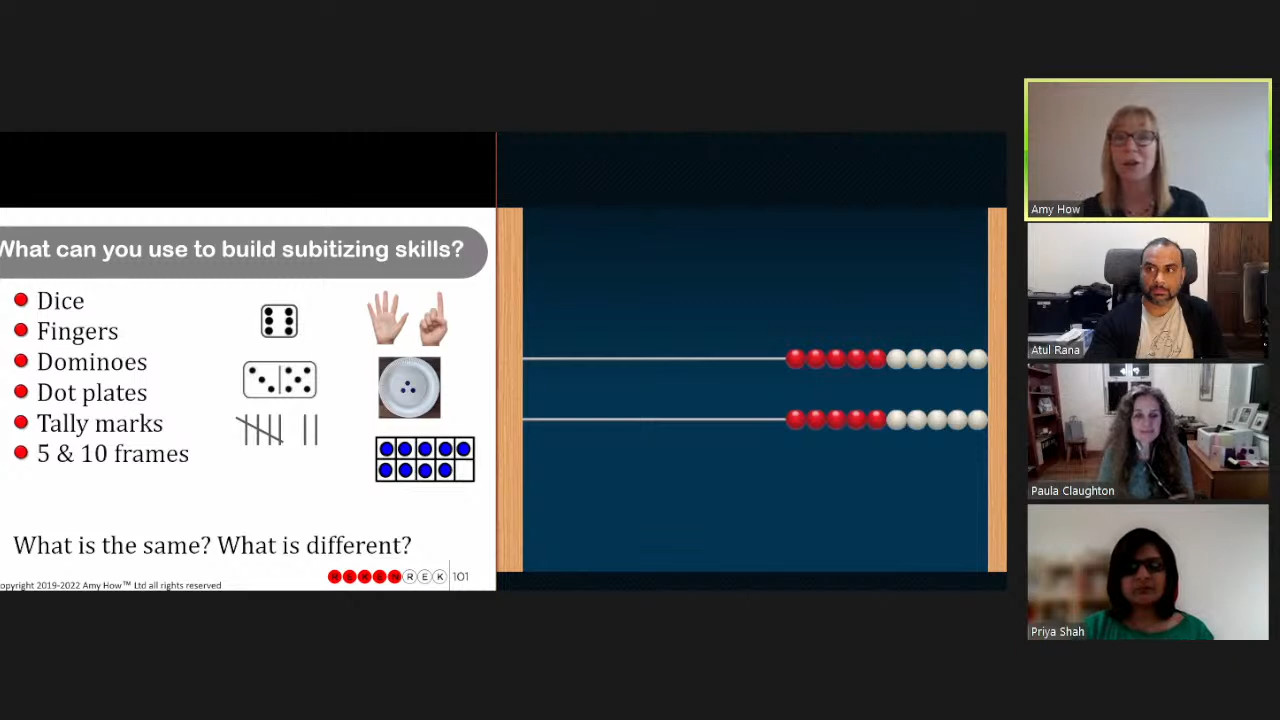 What can you use to build subitizing skills?
Dice
Fingers
Dominoes
Dot plates
Tally marks
5 & 10 frames
What is the same? What is different?
opyright 2019-2022 Amy How™ Ltd all rights reserved
REKENREK 101
Amy How
Atul Rana
Paula Claughton
Priya Shah